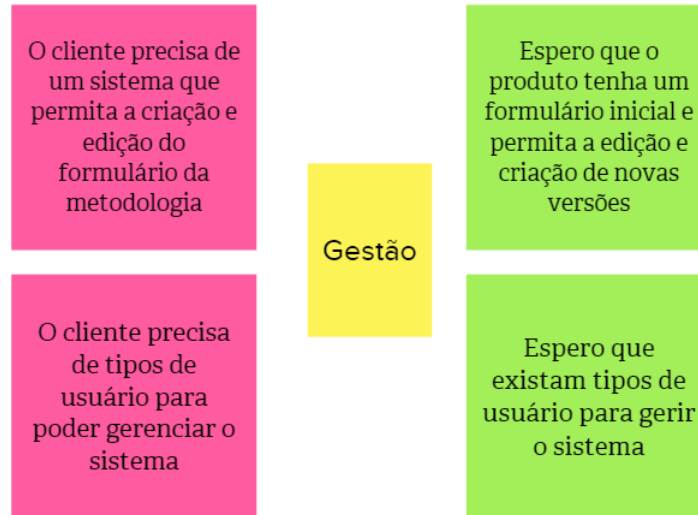 O cliente precisa de
um sistema que
permita a criação e
edição do
formulário da
metodologia
Espero que o
produto tenha um
formulário inicial e
permita a edição e
criação de novas
versões
Gestão
O cliente precisa
de tipos de
usuário para
poder gerenciar o
sistema
Espero que
existam tipos de
usuário para gerir
o sistema